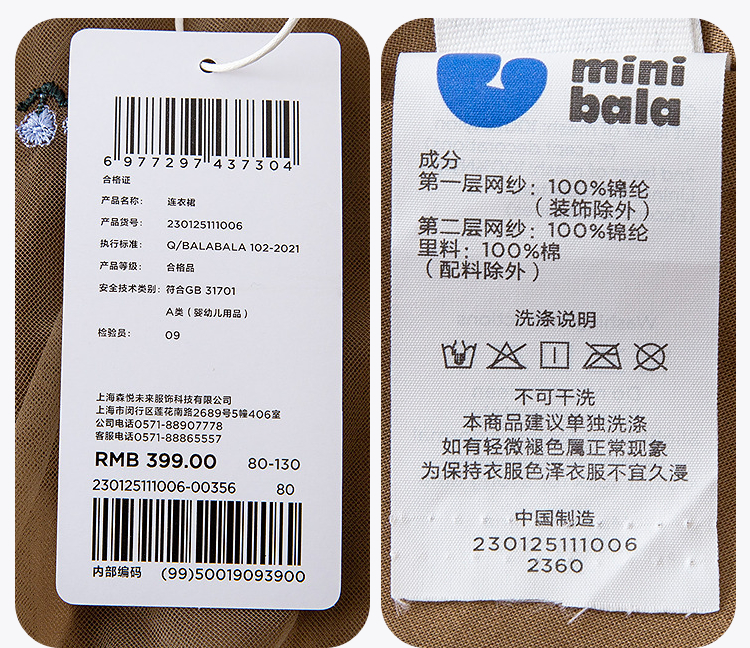 6 977297 437304
合格证
产品名称: 连衣裙
产品货号: 230125111006
执行标准: Q/BALABALA 102-2021
产品等级: 合格品
安全技术类别: 符合GB 31701
A类 (婴幼儿用品)
检验员: 09
上海森悦未来服饰科技有限公司
上海市闵行区莲花南路2689号5幢406室
公司电话0571-88907778
客服电话0571-88865557
RMB 399.00 80-130
230125111006-00356 80
内部编码 (99)50019093900
mini
bala
成分
第一层网纱: 100%锦纶
(装饰除外)
第二层网纱: 100%锦纶
里料: 100%棉
(配料除外)
洗涤说明
不可干洗
本商品建议单独洗涤
如有轻微褪色属正常现象
为保持衣服色泽衣服不宜久浸
中国制造
230125111006
2360